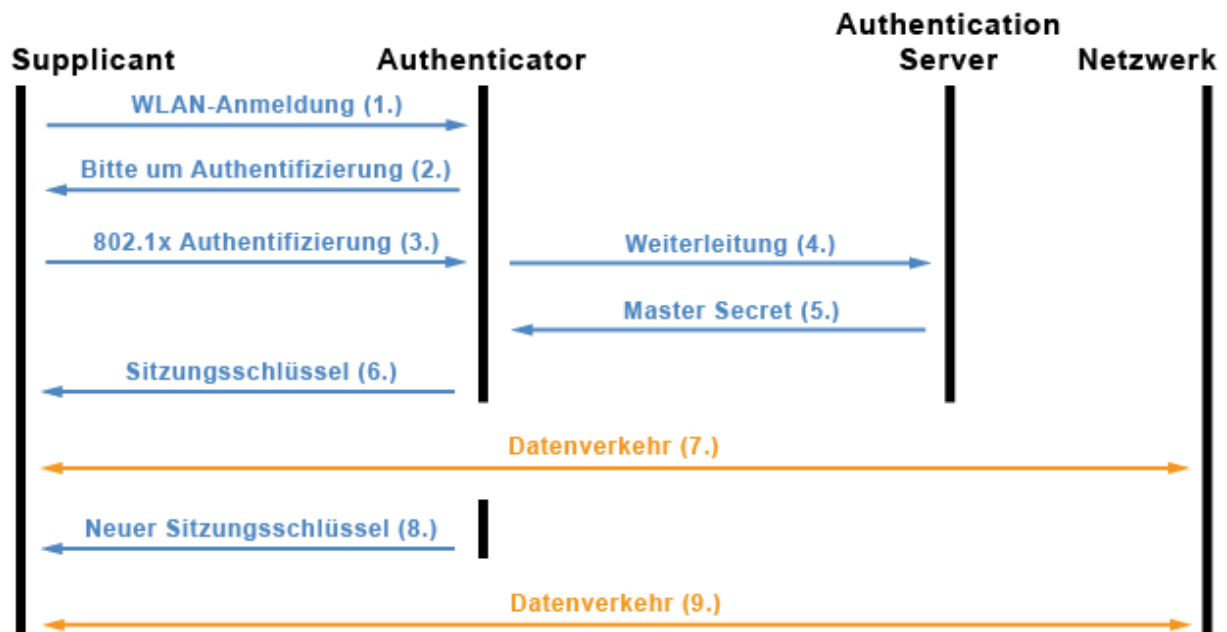 Authentication
Supplicant Authenticator Server Netzwerk
WLAN-Anmeldung (1.)
Bitte um Authentifizierung (2.)
802.1x Authentifizierung (3.) Weiterleitung (4.)
Master Secret (5.)
Sitzungsschlüssel (6.)
Datenverkehr (7.)
Neuer Sitzungsschlüssel (8.)
Datenverkehr (9.)